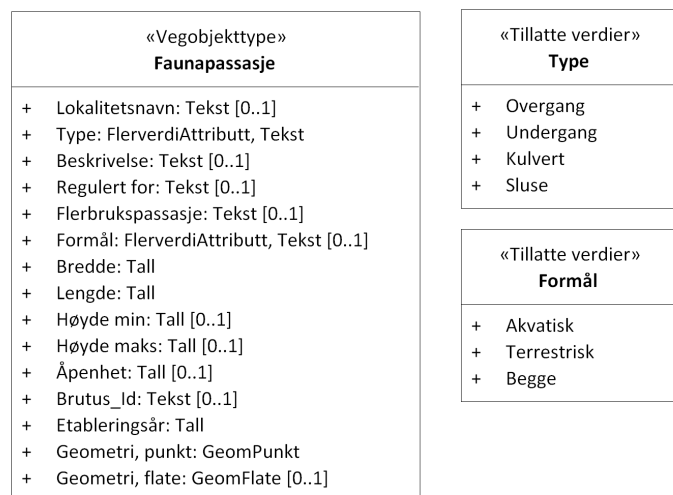 «Vegobjekttype»
Faunapassasje
+ Lokalitetsnavn: Tekst [0..1]
+ Type: FlerverdiAttributt, Tekst
+ Beskrivelse: Tekst [0..1]
+ Regulert for: Tekst [0..1]
+ Flerbrukspassasje: Tekst [0..1]
+ Formål: FlerverdiAttributt, Tekst [0..1]
+ Bredde: Tall
+ Lengde: Tall
+ Høyde min: Tall [0..1]
+ Høyde maks: Tall [0..1]
+ Åpenhet: Tall [0..1]
+ Brutus_Id: Tekst [0..1]
+ Etableringsår: Tall
+ Geometri, punkt: GeomPunkt
+ Geometri, flate: GeomFlate [0..1]
«Tillatte verdier»
Type
+ Overgang
+ Undergang
+ Kulvert
+ Sluse
«Tillatte verdier»
Formål
+ Akvatisk
+ Terrestrisk
+ Begge